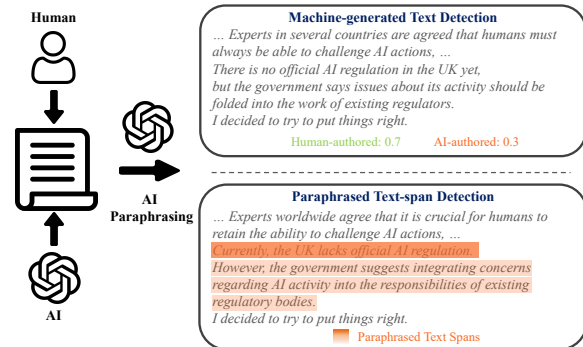 Human
AI
Paraphrasing
AI
Machine-generated Text Detection
... Experts in several countries are agreed that humans must
always be able to challenge AI actions, ...
There is no official AI regulation in the UK yet,
but the government says issues about its activity should be
folded into the work of existing regulators.
I decided to try to put things right.
Human-authored: 0.7 AI-authored: 0.3
Paraphrased Text-span Detection
... Experts worldwide agree that it is crucial for humans to
retain the ability to challenge AI actions, ...
Currently, the UK lacks official AI regulation.
However, the government suggests integrating concerns
regarding AI activity into the responsibilities of existing
regulatory bodies.
I decided to try to put things right.
Paraphrased Text Spans